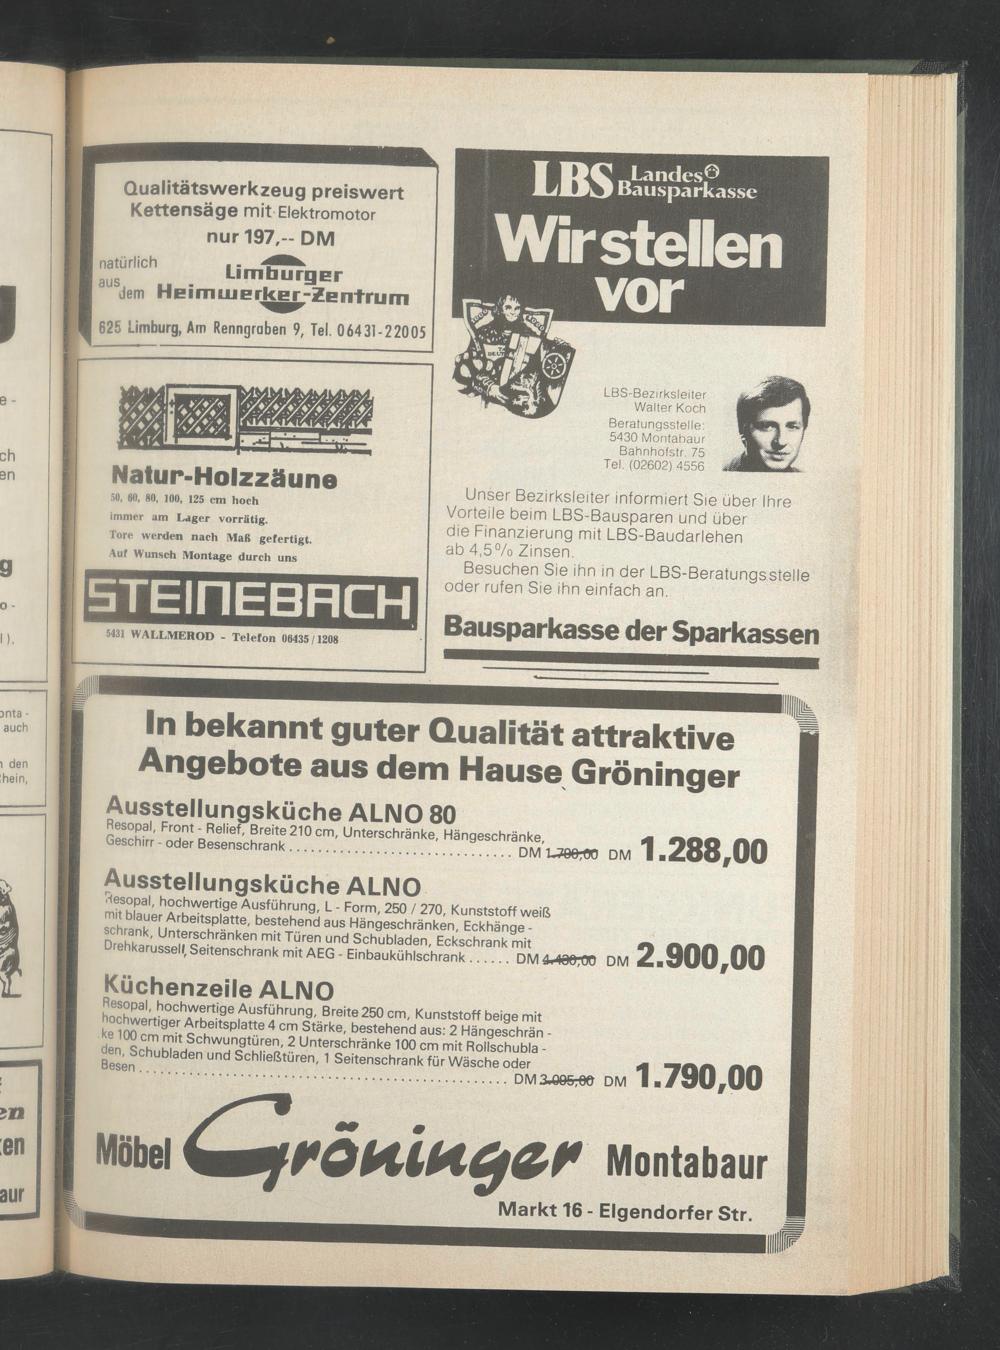 Qualitätswerkzeug preiswert
Kettensäge mit Elektromotor
nur 197,-- DM
natürlich
aus dem
Limburger
Heimwerker-Zentrum
625 Limburg, Am Renngraben 9, Tel. 06431-22005
Natur-Holzzäune
50, 60, 80, 100, 125 cm hoch
immer am Lager vorrätig.
Tore werden nach Maß gefertigt.
Auf Wunsch Montage durch uns
STEINEBACH
5431 WALLMEROD - Telefon 06435/1208
LBS Landes
Bausparkasse
Wir stellen
vor
LBS-Bezirksleiter
Walter Koch
Beratungsstelle:
5430 Montabaur
Bahnhofstr. 75
Tel. (02602) 4556
Unser Bezirksleiter informiert Sie über Ihre
Vorteile beim LBS-Bausparen und über
die Finanzierung mit LBS-Baudarlehen
ab 4,5% Zinsen.
Besuchen Sie ihn in der LBS-Beratungsstelle
oder rufen Sie ihn einfach an.
Bausparkasse der Sparkassen
In bekannt guter Qualität attraktive
Angebote aus dem Hause Gröninger
Ausstellungsküche ALNO 80
Resopal, Front - Relief, Breite 210 cm, Unterschränke, Hängeschränke,
Geschirr - oder Besenschrank .............................. DM 1.780,00 DM 1.288,00
Ausstellungsküche ALNO
Resopal, hochwertige Ausführung, L - Form, 250 / 270, Kunststoff weiß
mit blauer Arbeitsplatte, bestehend aus Hängeschränken, Eckhänge -
schrank, Unterschränken mit Türen und Schubladen, Eckschrank mit
Drehkarussell, Seitenschrank mit AEG - Einbaukühlschrank ...... DM 4.480,00 DM 2.900,00
Küchenzeile ALNO
Resopal, hochwertige Ausführung, Breite 250 cm, Kunststoff beige mit
hochwertiger Arbeitsplatte 4 cm Stärke, bestehend aus: 2 Hängeschrän -
ke 100 cm mit Schwungtüren, 2 Unterschränke 100 cm mit Rollschubla -
den, Schubladen und Schließtüren, 1 Seitenschrank für Wäsche oder
Besen .................................................. DM 3.095,00 DM 1.790,00
Möbel Gröninger Montabaur
Markt 16 - Elgendorfer Str.